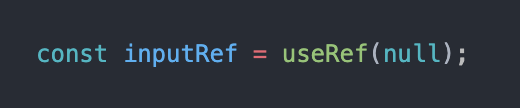 const inputRef = useRef(null);